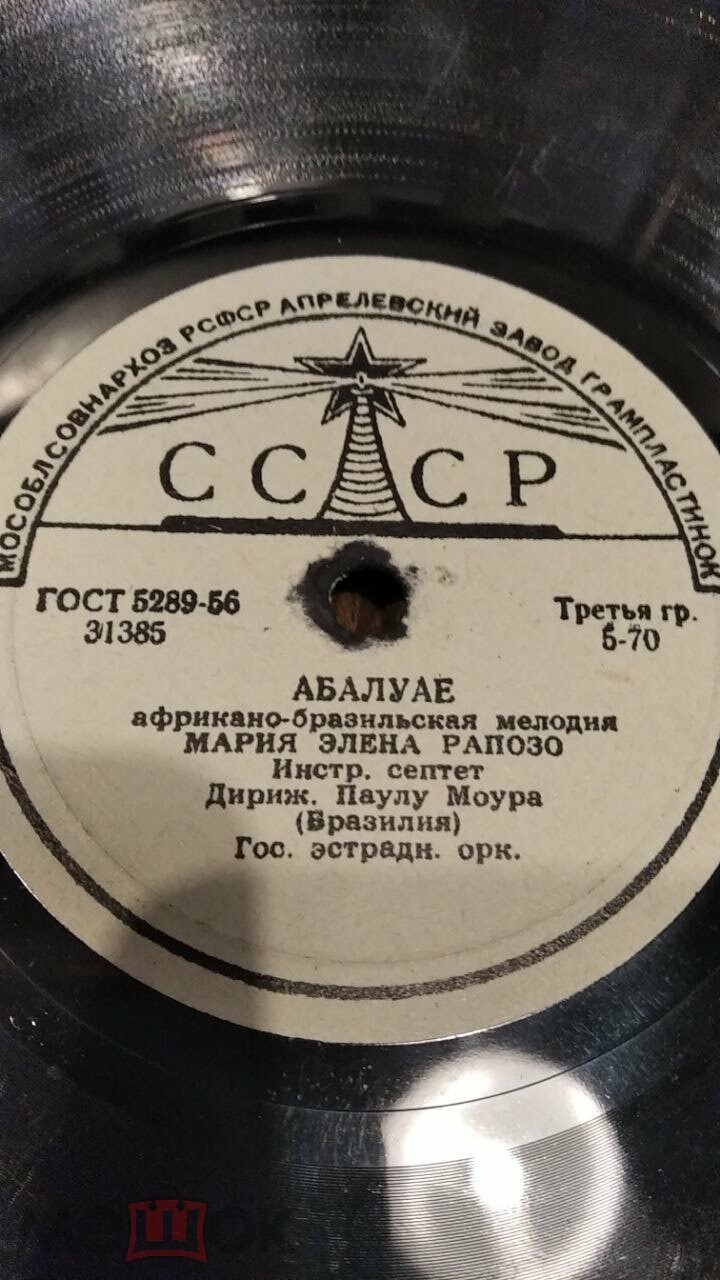 МОСОБЛСОВНАРХОЗ РСФСР АПРЕЛЕВСКИЙ ЗАВОД ГРАМПЛАСТИНОК
СССР
ГОСТ 5289-56
31385
Третья гр.
5-70
АБАЛУАЕ
африкано-бразильская мелодия
МАРИЯ ЭЛЕНА РАПОЗО
Инстр. септет
Дириж. Паулу Моура
(Бразилия)
Гос. эстрадн. орк.
мешок